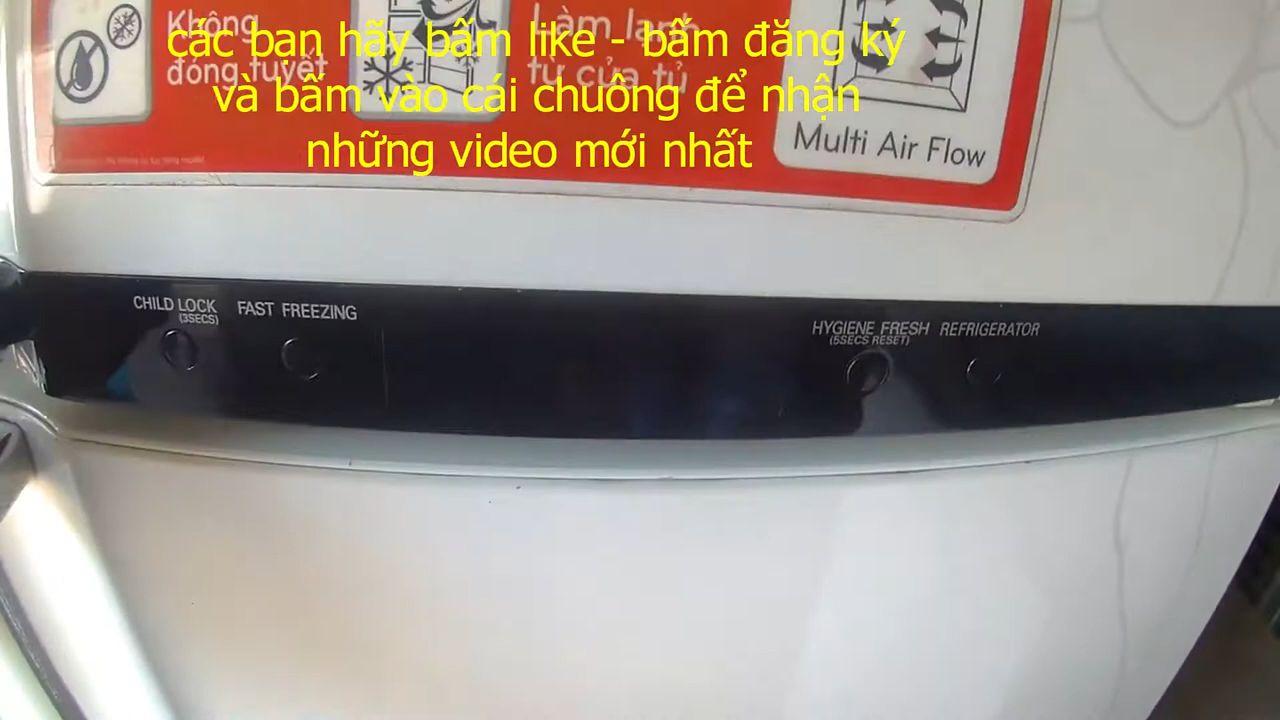 các bạn hãy bấm like - bấm đăng ký
và bấm vào cái chuông để nhận
những video mới nhất
Không
đóng tuyết
Làm lạnh
từ cửa tủ
Multi Air Flow
CHILD LOCK
(3SECS)
FAST FREEZING
HYGIENE FRESH
(5SECS RESET)
REFRIGERATOR